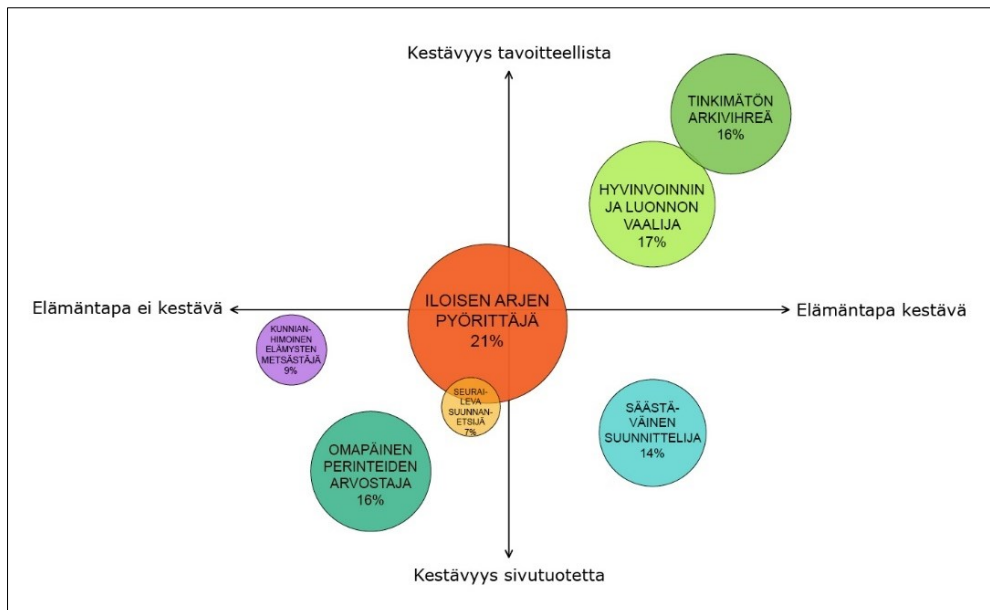 Kestävyys tavoitteellista
TINKIMÄTÖN
ARKIVIHREÄ
16%
HYVINVOINNIN
JA LUONNON
VAALIJA
17%
Elämäntapa ei kestävä
ILOISEN ARJEN
PYÖRITTÄJÄ
21%
Elämäntapa kestävä
KUNNIAN-
HIMOINEN
ELÄMYSTEN
METSÄSTÄJÄ
9%
SEURAI-
LEVA
SUUNNAN-
ETSIJÄ
7%
SÄÄSTÄ-
VÄINEN
SUUNNITTELIJA
14%
OMAPÄINEN
PERINTEIDEN
ARVOSTAJA
16%
Kestävyys sivutuotetta